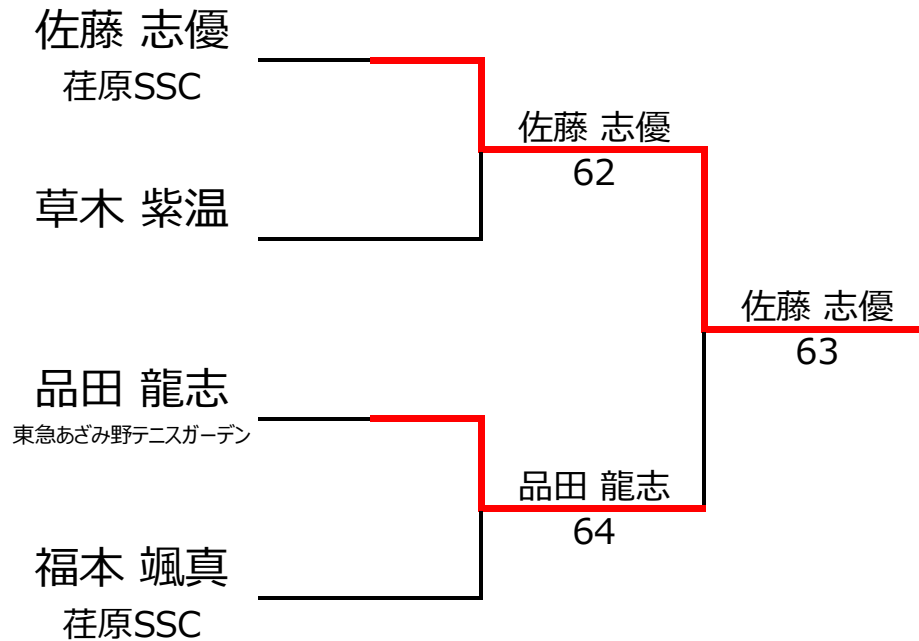 佐藤 志優
荏原SSC
草木 紫温
品田 龍志
東急あざみ野テニスガーデン
福本 颯真
荏原SSC
佐藤 志優
62
品田 龍志
64
佐藤 志優
63